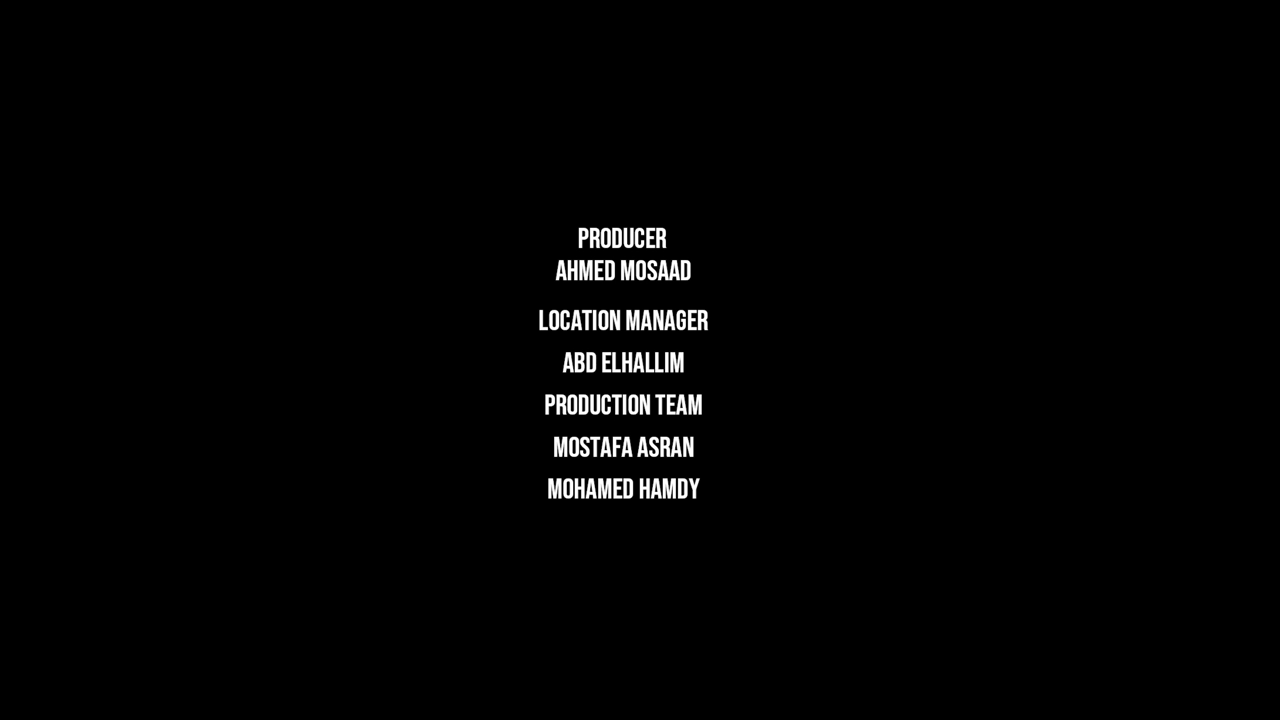 PRODUCER
AHMED MOSAAD
LOCATION MANAGER
ABD ELHALLIM
PRODUCTION TEAM
MOSTAFA ASRAN
MOHAMED HAMDY